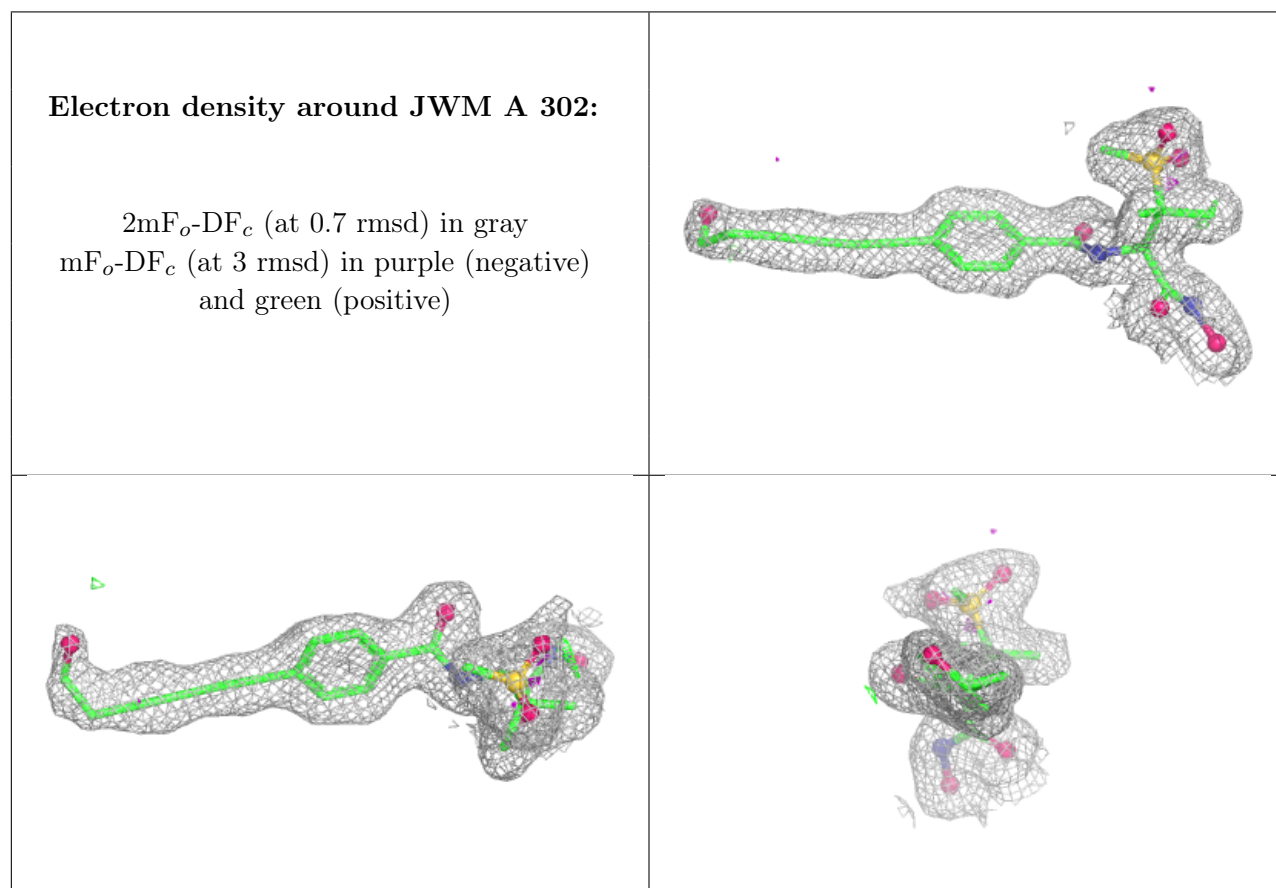 Electron density around JWM A 302:
2mFo-DFc (at 0.7 rmsd) in gray
mFo-DFc (at 3 rmsd) in purple (negative)
and green (positive)